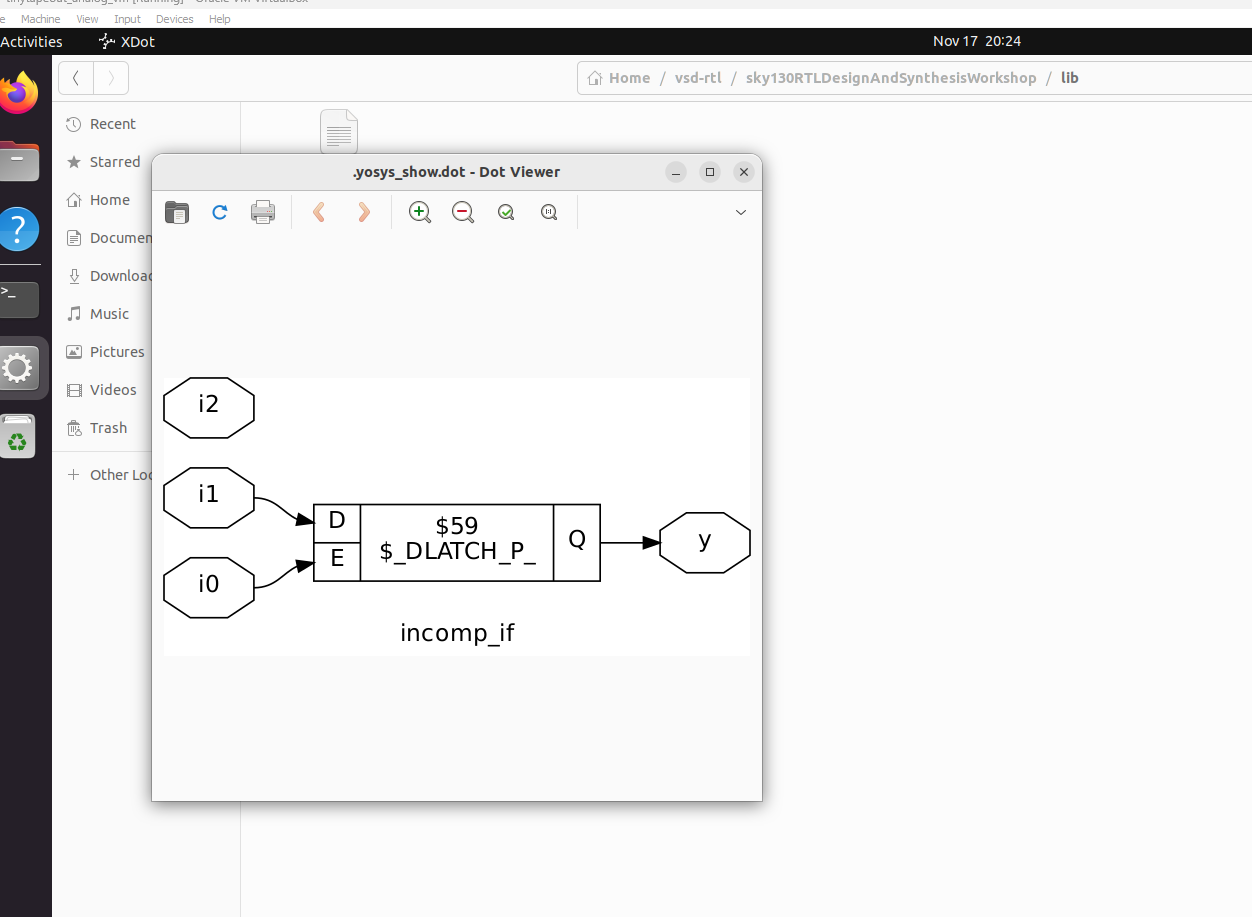 Machine View Input Devices Help
Activities XDot Nov 17 20:24
Home / vsd-rtl / sky130RTLDesignAndSynthesisWorkshop / lib
Recent
Starred
Home
Documen
Downloa
Music
Pictures
Videos
Trash
+ Other Loc
.yosys_show.dot - Dot Viewer
i2
i1
i0
D
E
$59
$_DLATCH_P_
Q
y
incomp_if